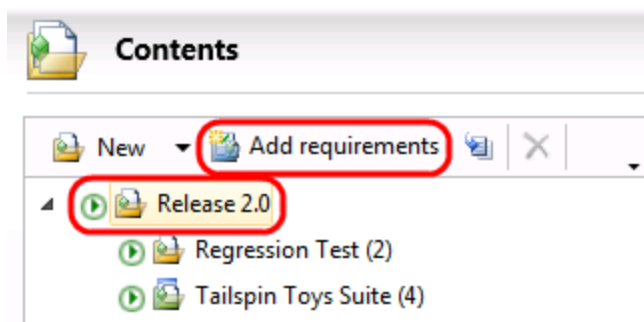 Contents
New Add requirements
Release 2.0
Regression Test (2)
Tailspin Toys Suite (4)